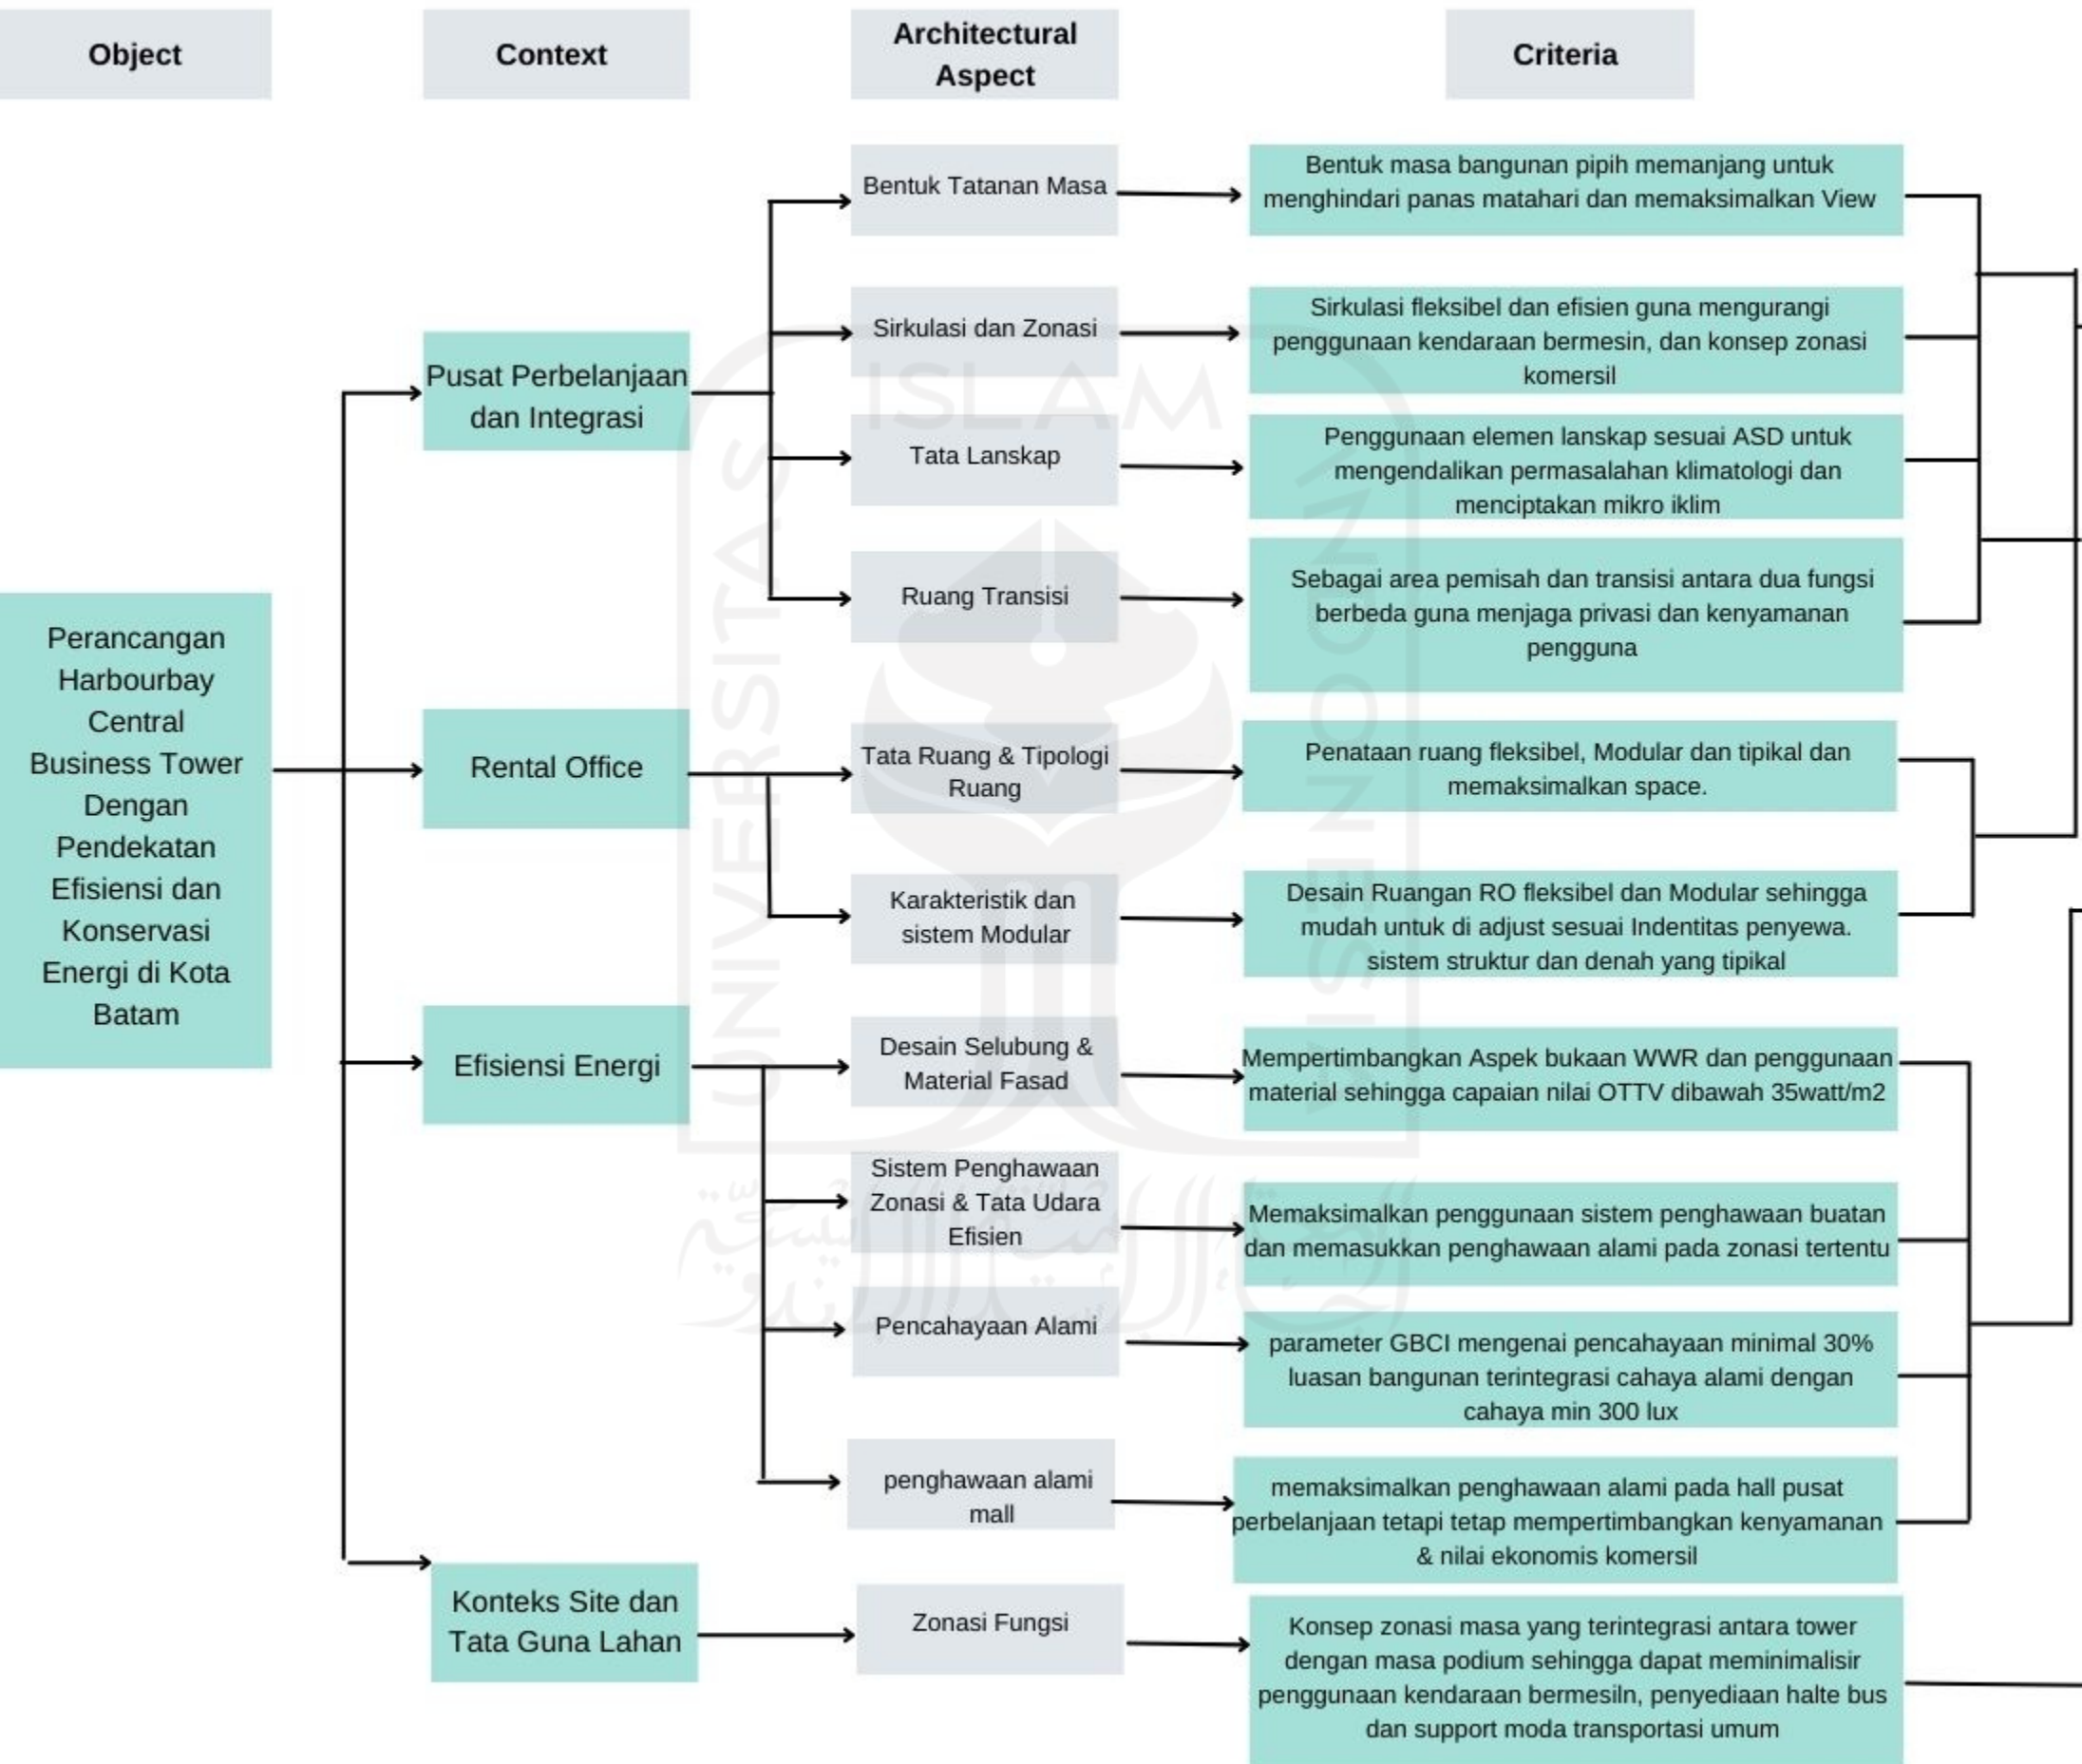 Object
Context
Architectural
Aspect
Criteria
Perancangan
Harbourbay
Central
Business Tower
Dengan
Pendekatan
Efisiensi dan
Konservasi
Energi di Kota
Batam
Pusat Perbelanjaan
dan Integrasi
Bentuk Tatanan Masa
Bentuk masa bangunan pipih memanjang untuk
menghindari panas matahari dan memaksimalkan View
Sirkulasi dan Zonasi
Sirkulasi fleksibel dan efisien guna mengurangi
penggunaan kendaraan bermesin, dan konsep zonasi
komersil
Tata Lanskap
Penggunaan elemen lanskap sesuai ASD untuk
mengendalikan permasalahan klimatologi dan
menciptakan mikro iklim
Ruang Transisi
Sebagai area pemisah dan transisi antara dua fungsi
berbeda guna menjaga privasi dan kenyamanan
pengguna
Rental Office
Tata Ruang & Tipologi
Ruang
Penataan ruang fleksibel, Modular dan tipikal dan
memaksimalkan space.
Karakteristik dan
sistem Modular
Desain Ruangan RO fleksibel dan Modular sehingga
mudah untuk di adjust sesuai Indentitas penyewa.
sistem struktur dan denah yang tipikal
Efisiensi Energi
Desain Selubung &
Material Fasad
Mempertimbangkan Aspek bukaan WWR dan penggunaan
material sehingga capaian nilai OTTV dibawah 35watt/m2
Sistem Penghawaan
Zonasi & Tata Udara
Efisien
Memaksimalkan penggunaan sistem penghawaan buatan
dan memasukkan penghawaan alami pada zonasi tertentu
Pencahayaan Alami
parameter GBCI mengenai pencahayaan minimal 30%
luasan bangunan terintegrasi cahaya alami dengan
cahaya min 300 lux
penghawaan alami
mall
memaksimalkan penghawaan alami pada hall pusat
perbelanjaan tetapi tetap mempertimbangkan kenyamanan
& nilai ekonomis komersil
Konteks Site dan
Tata Guna Lahan
Zonasi Fungsi
Konsep zonasi masa yang terintegrasi antara tower
dengan masa podium sehingga dapat meminimalisir
penggunaan kendaraan bermesiln, penyediaan halte bus
dan support moda transportasi umum
UNIVERSITAS
ISLAM
INDONESIA